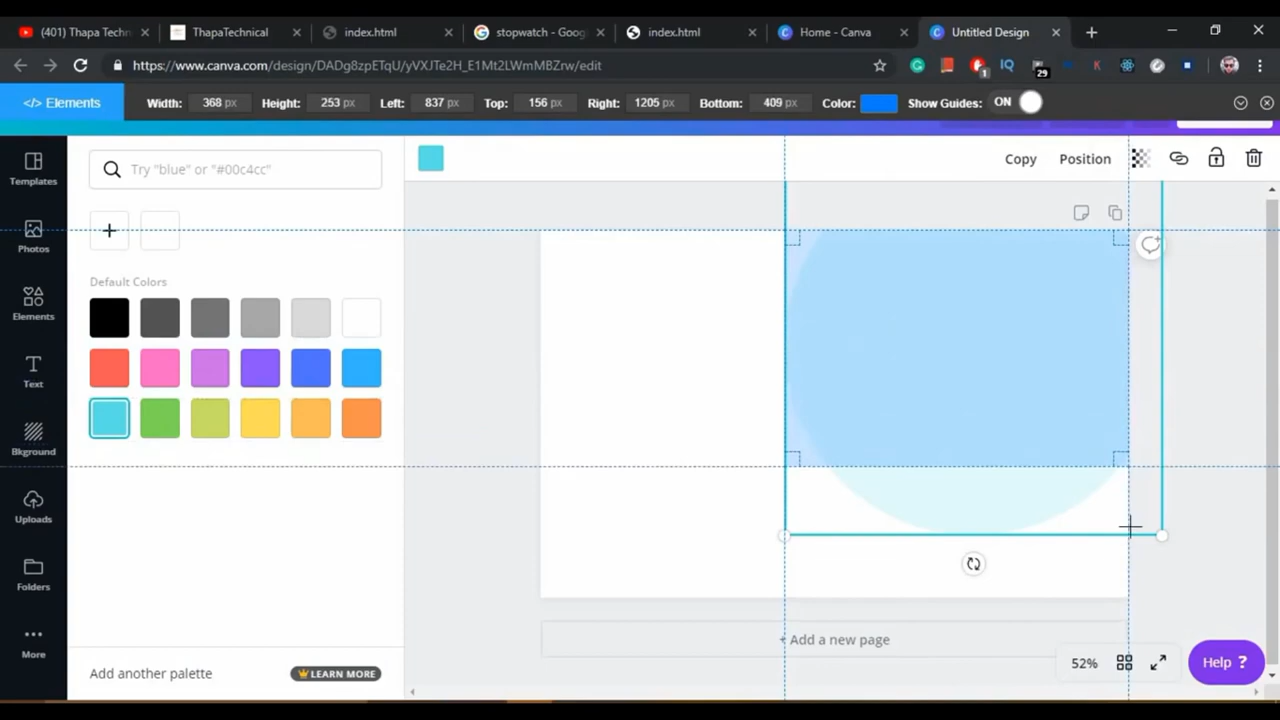 (401) Thapa Techn
ThapaTechnical
index.html
stopwatch - Goog
index.html
Home - Canva
Untitled Design
https://www.canva.com/design/DADg8zpETqU/yVXJTe2H_E1Mt2LWmMBZrw/edit
1
IQ
29
K
</> Elements
Width: 368 px
Height: 253 px
Left: 837 px
Top: 156 px
Right: 1205 px
Bottom: 409 px
Color:
Show Guides: ON
Templates
Photos
Elements
Text
Bkground
Uploads
Folders
More
Try "blue" or "#00c4cc"
Default Colors
Add another palette
LEARN MORE
Copy
Position
+ Add a new page
52%
Help ?